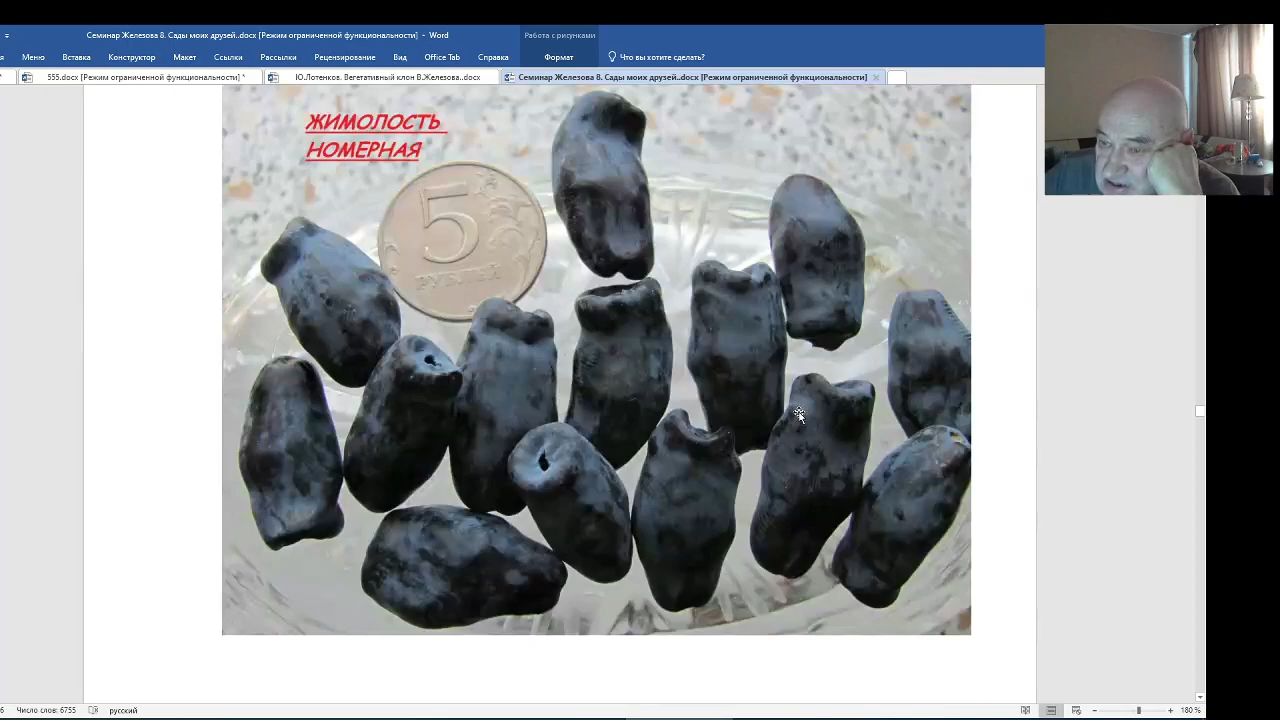 Семинар Железова 8. Сады моих друзей..docx [Режим ограниченной функциональности] - Word
Работа с рисунками
Меню Вставка Конструктор Макет Ссылки Рассылки Рецензирование Вид Office Tab Справка Формат Что вы хотите сделать?
555.docx [Режим ограниченной функциональности] * Ю.Лотенков. Вегетативный клон В.Железова..docx Семинар Железова 8. Сады моих друзей..docx [Режим ограниченной функциональности]
ЖИМОЛОСТЬ
НОМЕРНАЯ
5
РУБЛЕЙ
Число слов: 6755 русский 180 %